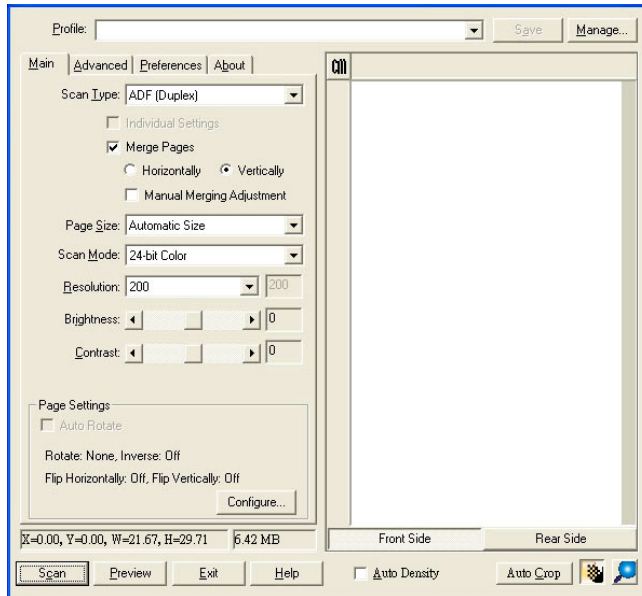 Profile: Save Manage...
Main Advanced Preferences About
cm
Scan Type: ADF (Duplex)
Individual Settings
Merge Pages
Horizontally Vertically
Manual Merging Adjustment
Page Size: Automatic Size
Scan Mode: 24-bit Color
Resolution: 200 200
Brightness: 0
Contrast: 0
Page Settings
Auto Rotate
Rotate: None, Inverse: Off
Flip Horizontally: Off, Flip Vertically: Off
Configure...
X=0.00, Y=0.00, W=21.67, H=29.71 6.42 MB
Front Side Rear Side
Scan Preview Exit Help Auto Density Auto Crop